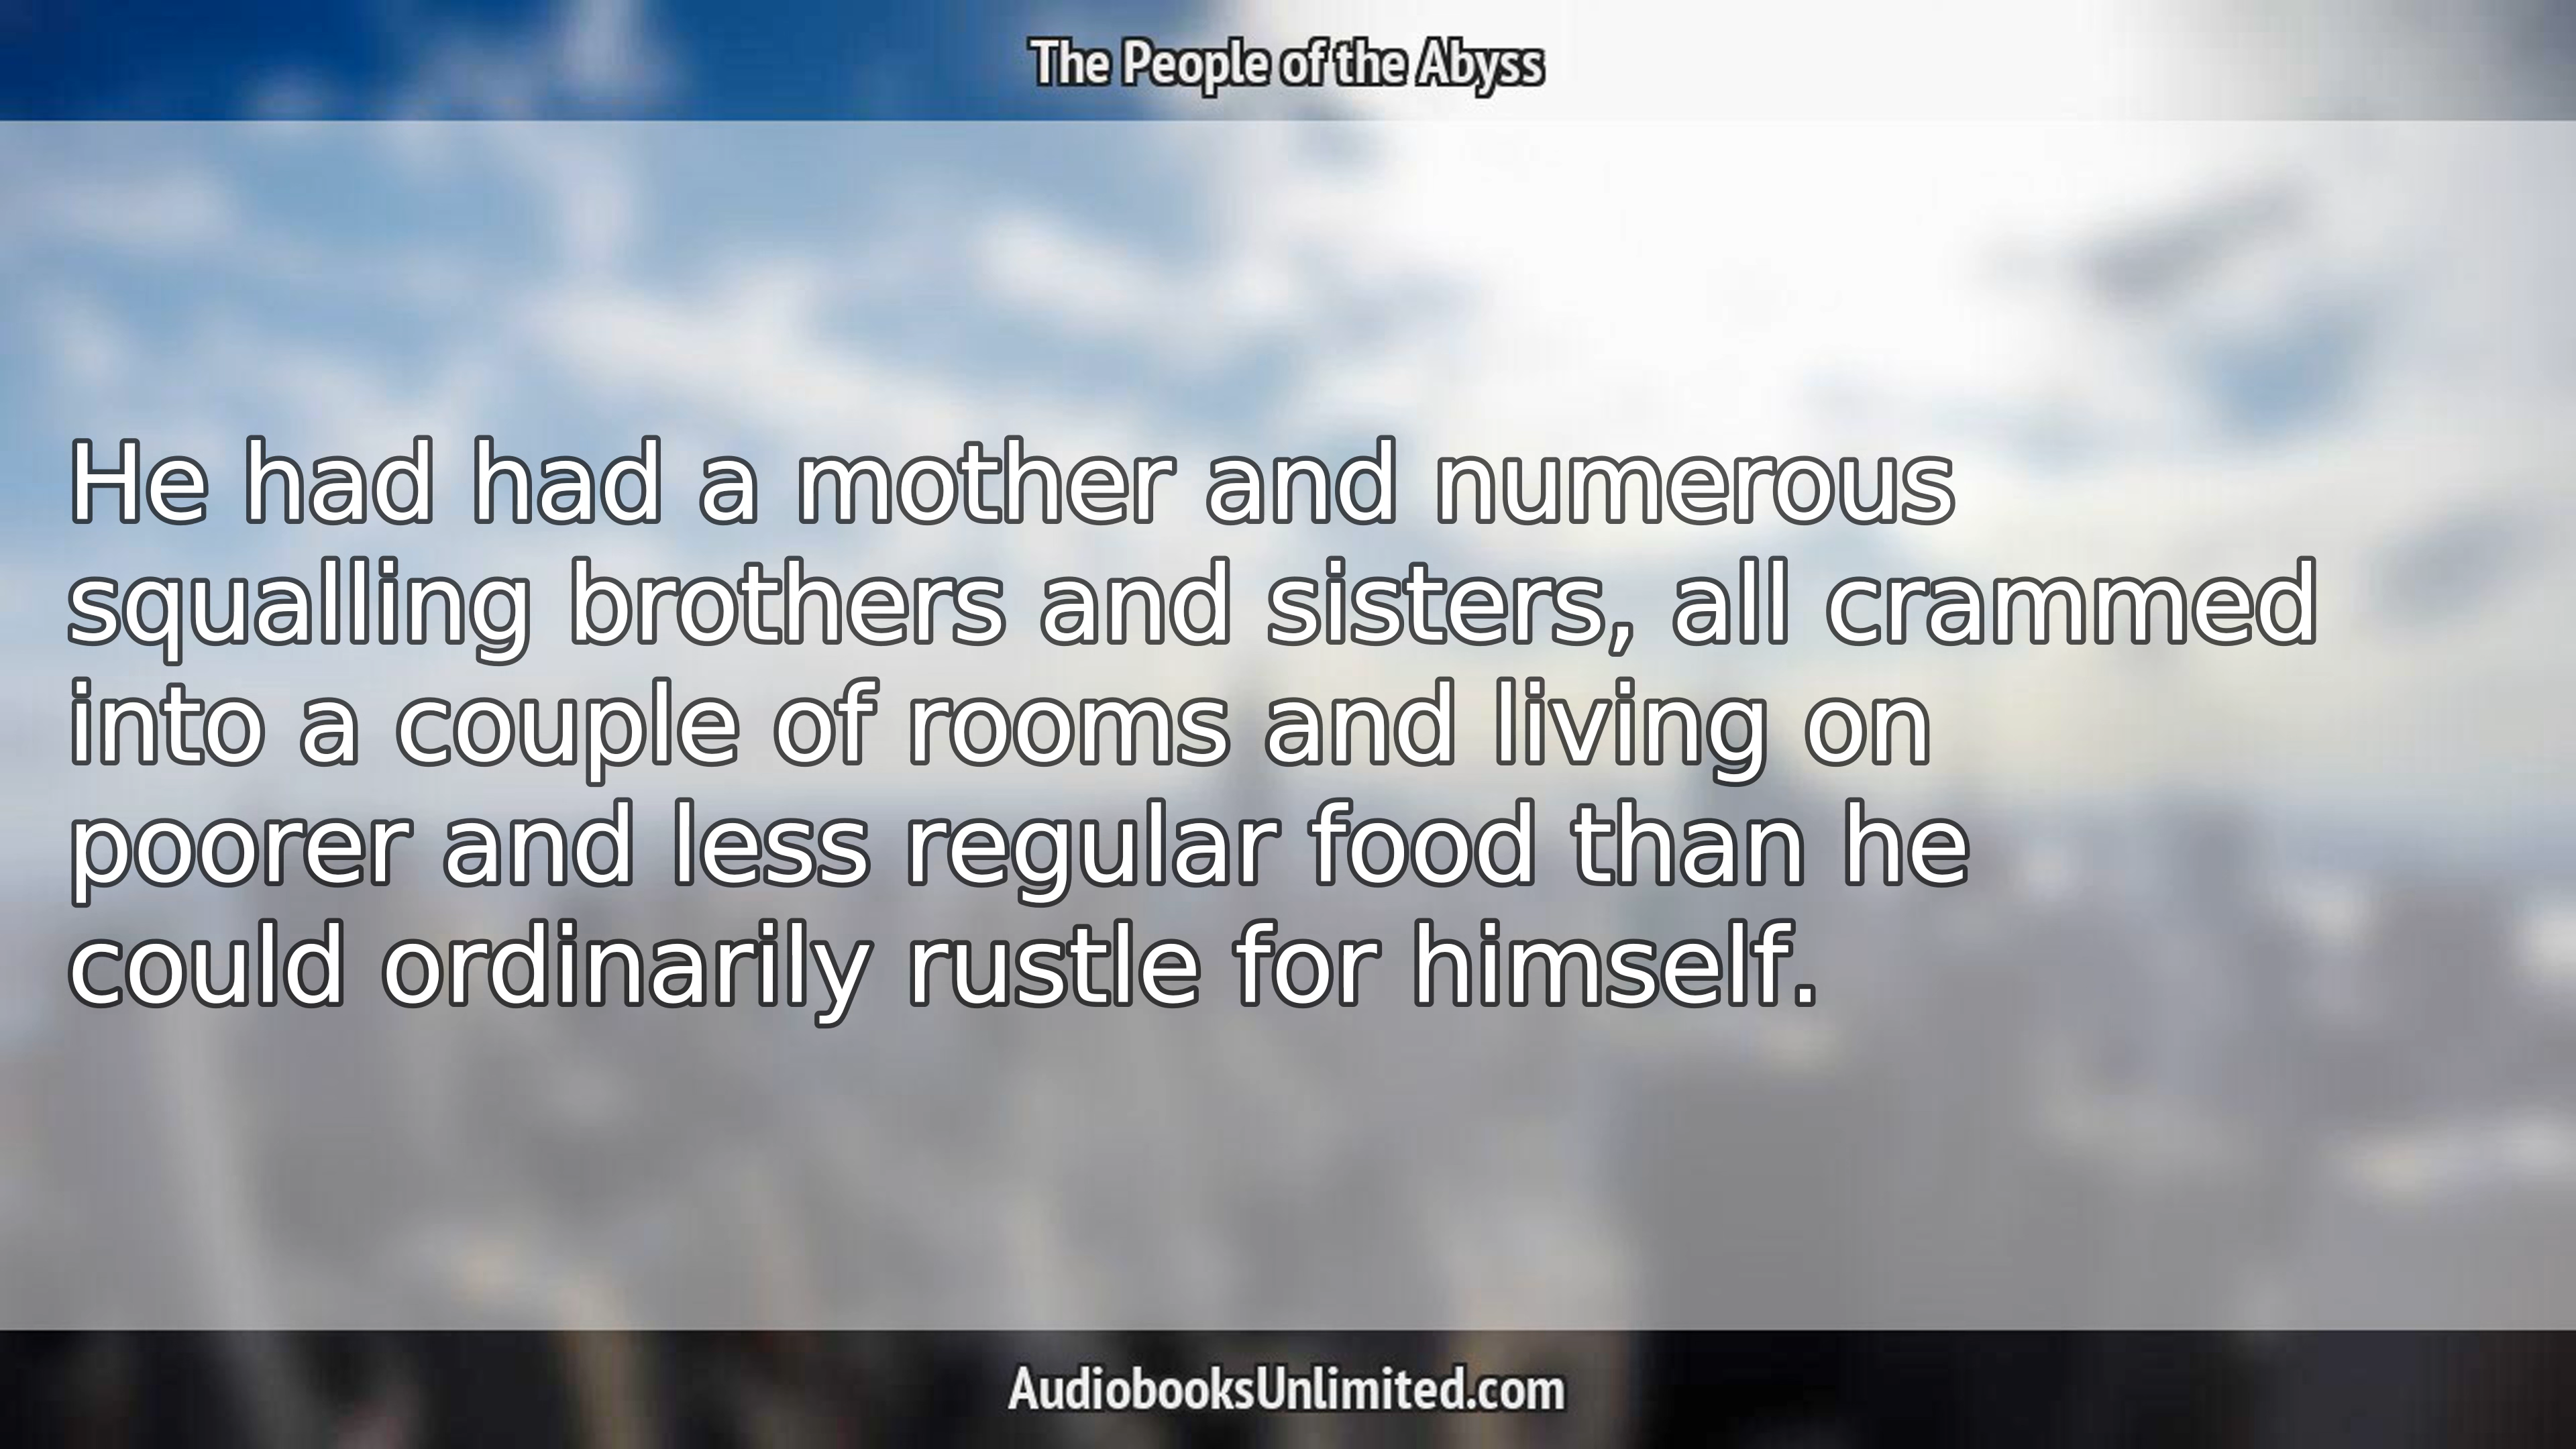 The People of the Abyss
He had had a mother and numerous
squalling brothers and sisters, all crammed
into a couple of rooms and living on
poorer and less regular food than he
could ordinarily rustle for himself.
AudiobooksUnlimited.com